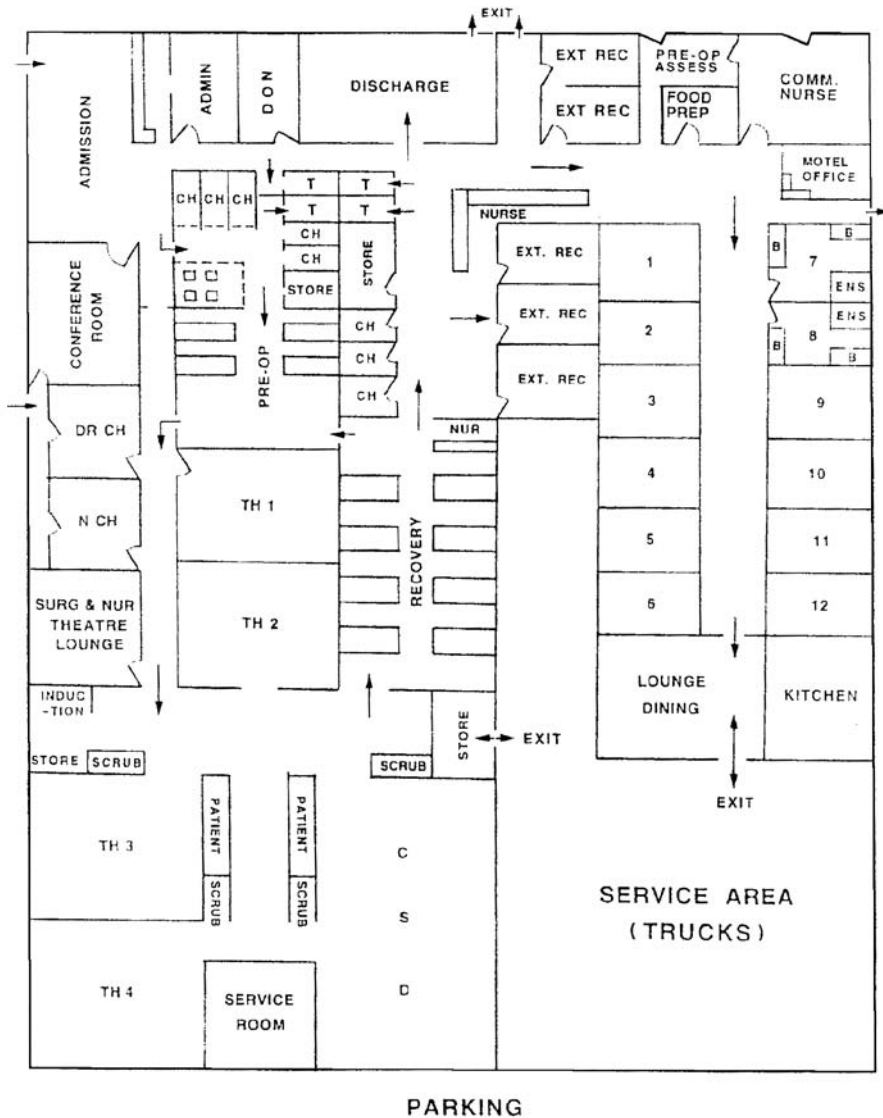 EXIT
EXT REC
PRE-OP
ASSESS
COMM.
NURSE
ADMISSION
ADMIN
DON
DISCHARGE
EXT REC
FOOD
PREP
MOTEL
OFFICE
CH
CH
CH
T
T
T
T
NURSE
CH
CH
STORE
STORE
EXT. REC
1
B
B
7
ENS
CONFERENCE
ROOM
EXT. REC
2
ENS
8
B
B
CH
CH
CH
PRE-OP
EXT. REC
3
9
DR CH
NUR
4
10
TH 1
N CH
RECOVERY
5
11
SURG & NUR
THEATRE
LOUNGE
TH 2
6
12
LOUNGE
DINING
KITCHEN
INDUC
-TION
STORE
EXIT
STORE
SCRUB
SCRUB
EXIT
PATIENT
PATIENT
TH 3
SCRUB
SCRUB
C
S
D
SERVICE AREA
(TRUCKS)
TH 4
SERVICE
ROOM
PARKING